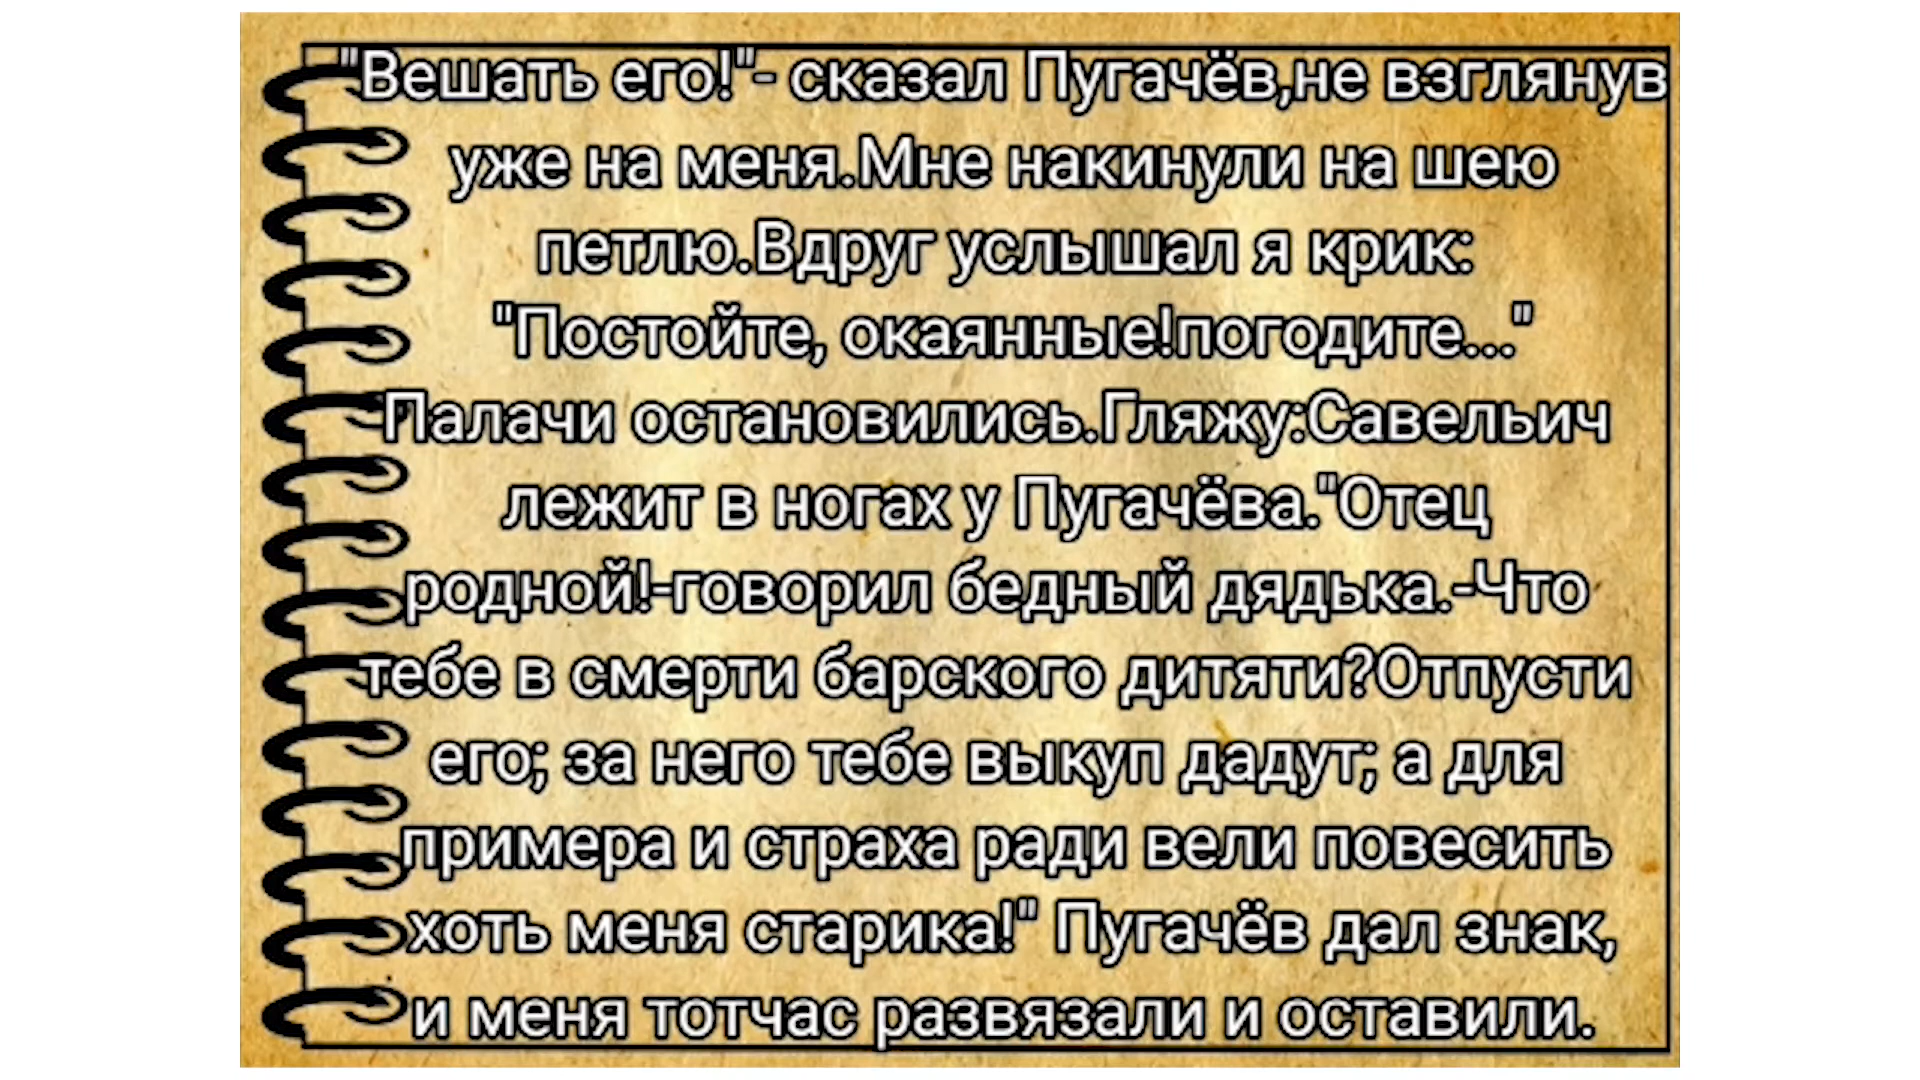 "Вешать его!"- сказал Пугачёв,не взглянув
уже на меня.Мне накинули на шею
петлю.Вдруг услышал я крик:
"Постойте, окаянные!погодите..."
Палачи остановились.Гляжу:Савельич
лежит в ногах у Пугачёва."Отец
родной!-говорил бедный дядька.-Что
тебе в смерти барского дитяти?Отпусти
его; за него тебе выкуп дадут; а для
примера и страха ради вели повесить
хоть меня старика!" Пугачёв дал знак,
и меня тотчас развязали и оставили.